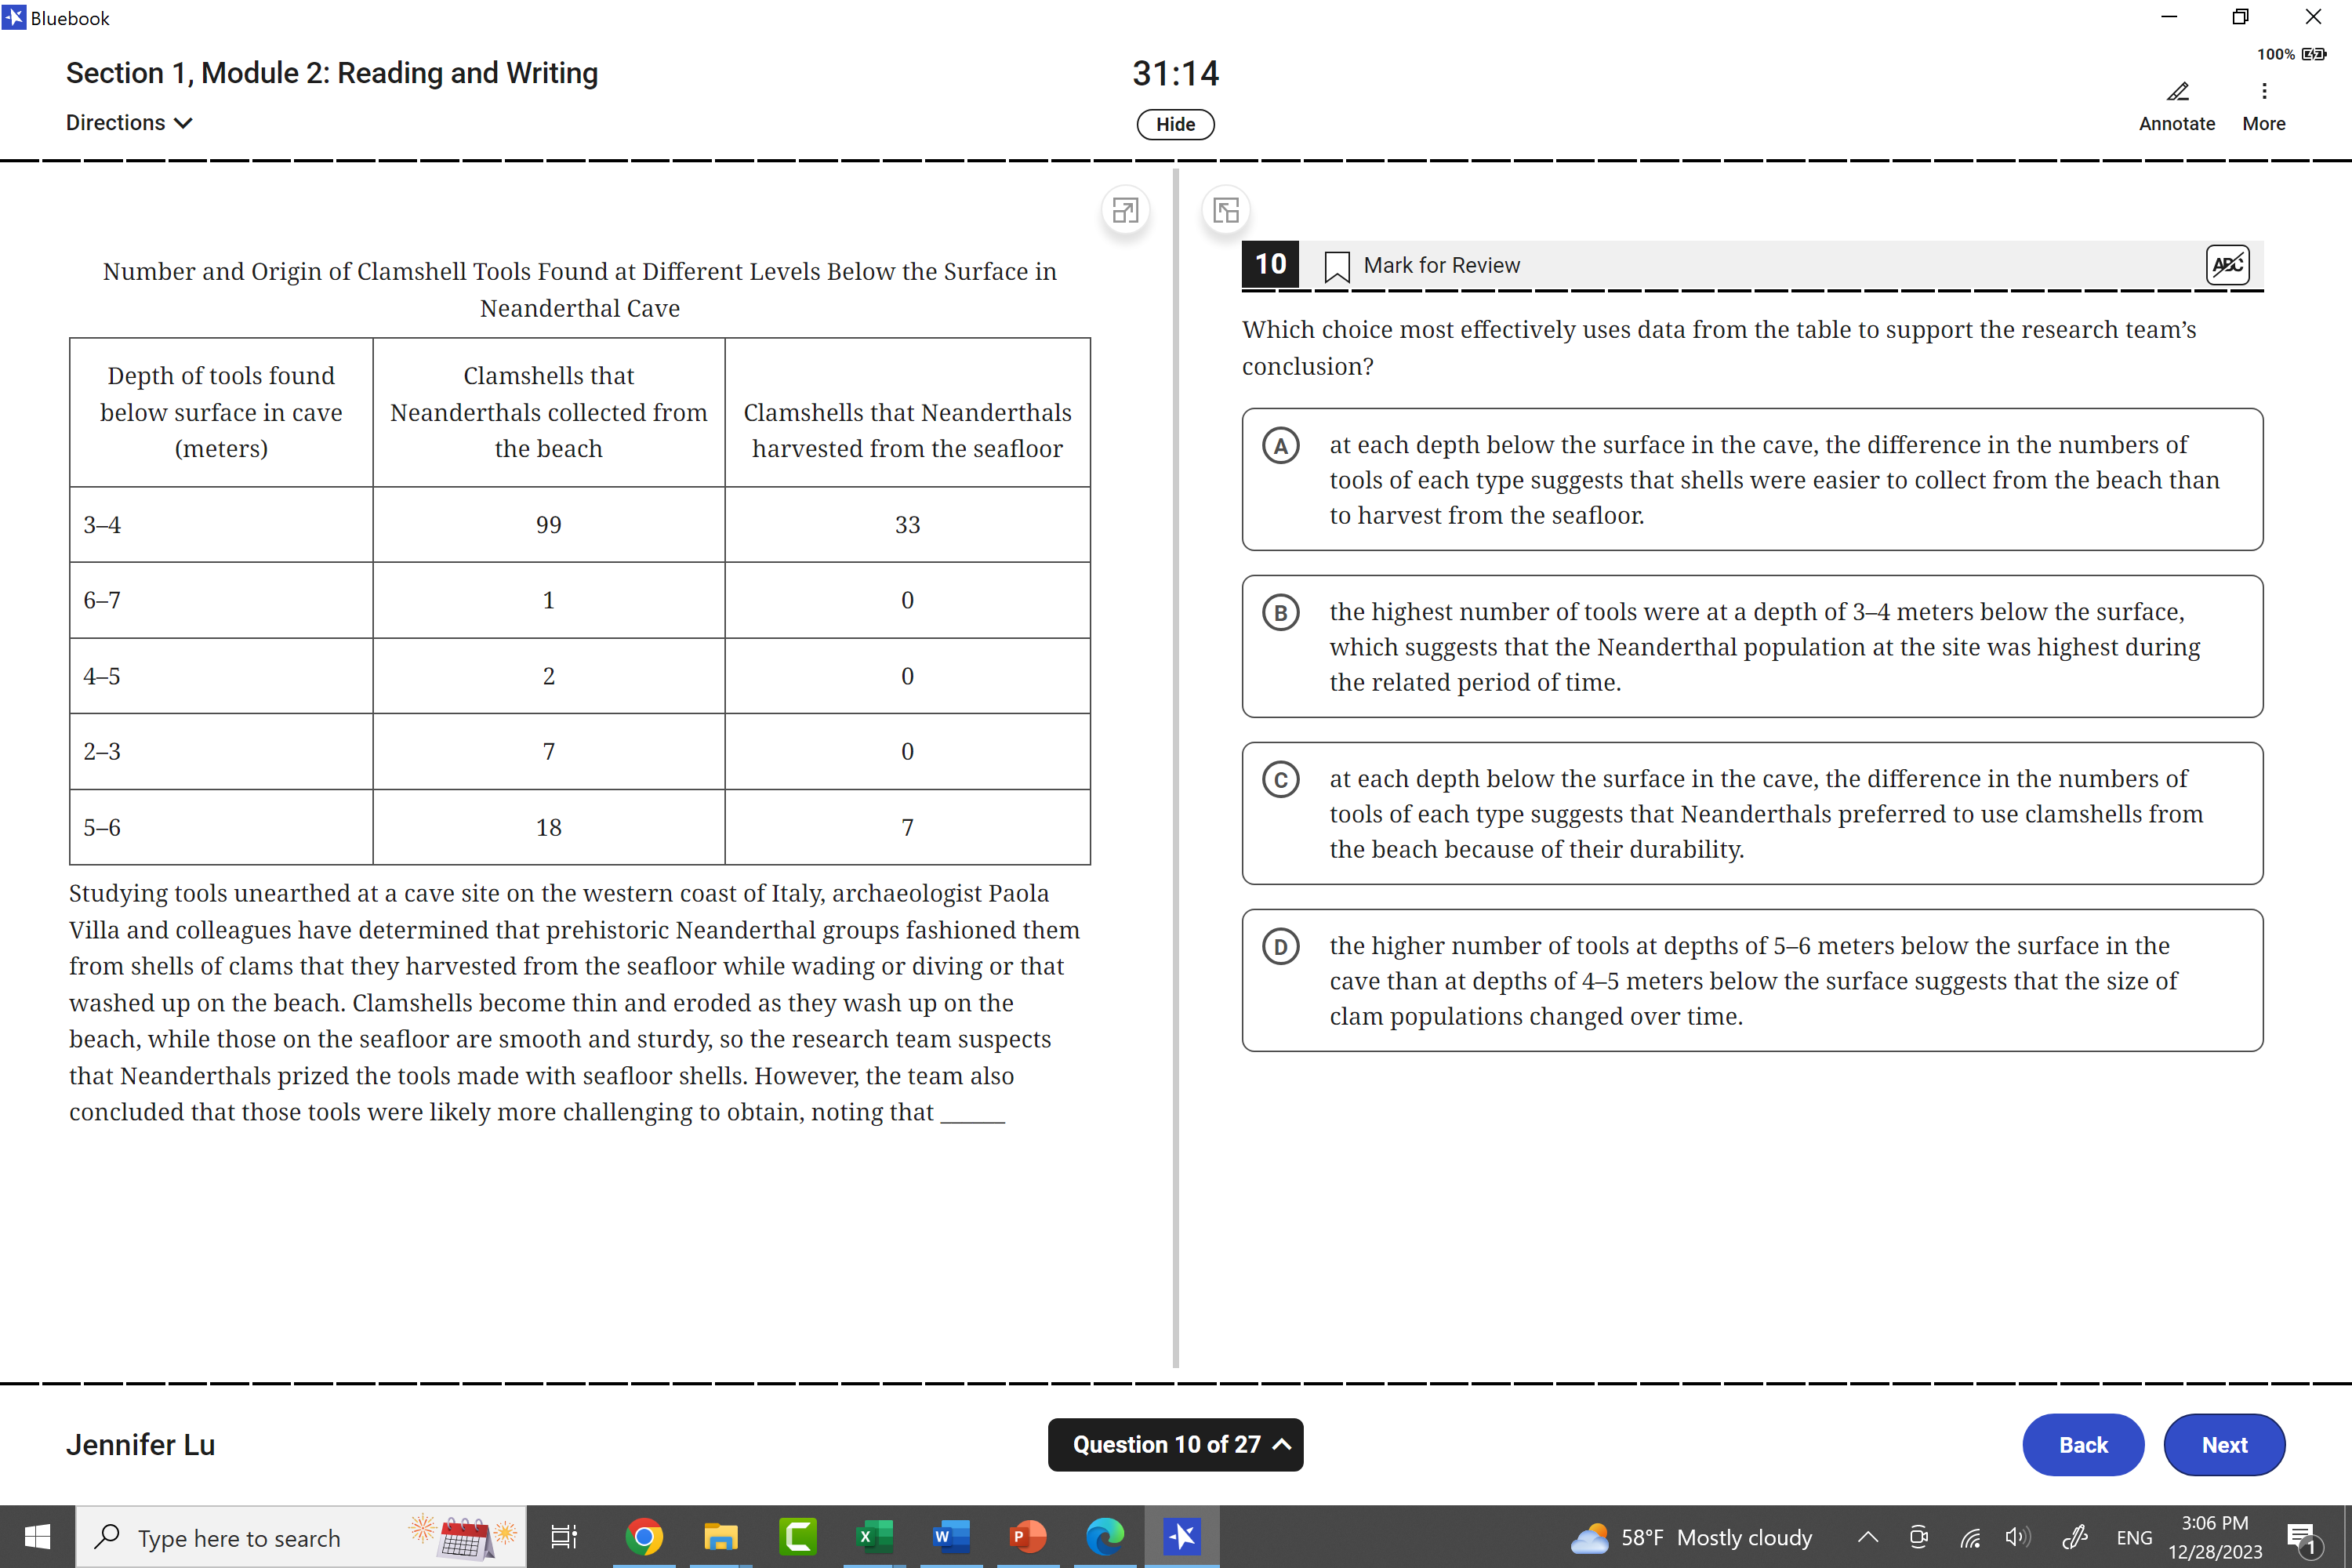 Bluebook
100%
Section 1, Module 2: Reading and Writing
31:14
Directions
Hide
Annotate
More
Number and Origin of Clamshell Tools Found at Different Levels Below the Surface in
Neanderthal Cave
Depth of tools found
below surface in cave
(meters)
Clamshells that
Neanderthals collected from
the beach
Clamshells that Neanderthals
harvested from the seafloor
3–4 99 33
6–7 1 0
4–5 2 0
2–3 7 0
5–6 18 7
Studying tools unearthed at a cave site on the western coast of Italy, archaeologist Paola
Villa and colleagues have determined that prehistoric Neanderthal groups fashioned them
from shells of clams that they harvested from the seafloor while wading or diving or that
washed up on the beach. Clamshells become thin and eroded as they wash up on the
beach, while those on the seafloor are smooth and sturdy, so the research team suspects
that Neanderthals prized the tools made with seafloor shells. However, the team also
concluded that those tools were likely more challenging to obtain, noting that ______
10 Mark for Review
ABC
Which choice most effectively uses data from the table to support the research team’s
conclusion?
A at each depth below the surface in the cave, the difference in the numbers of
tools of each type suggests that shells were easier to collect from the beach than
to harvest from the seafloor.
B the highest number of tools were at a depth of 3–4 meters below the surface,
which suggests that the Neanderthal population at the site was highest during
the related period of time.
C at each depth below the surface in the cave, the difference in the numbers of
tools of each type suggests that Neanderthals preferred to use clamshells from
the beach because of their durability.
D the higher number of tools at depths of 5–6 meters below the surface in the
cave than at depths of 4–5 meters below the surface suggests that the size of
clam populations changed over time.
Jennifer Lu
Question 10 of 27
Back
Next
Type here to search
58°F Mostly cloudy
ENG
3:06 PM
12/28/2023
1